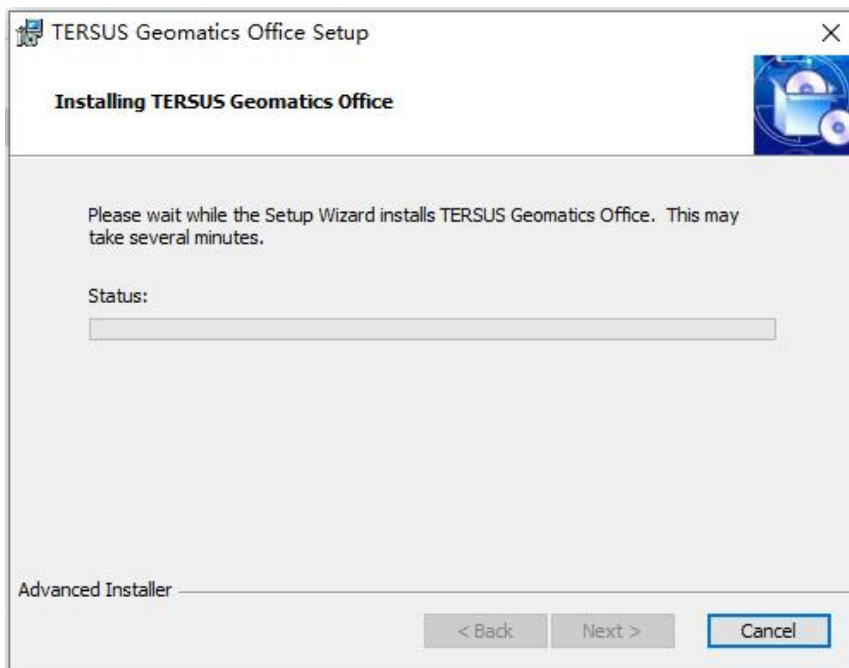 TERSUS Geomatics Office Setup
Installing TERSUS Geomatics Office
Please wait while the Setup Wizard installs TERSUS Geomatics Office. This may
take several minutes.
Status:
Advanced Installer
< Back Next > Cancel